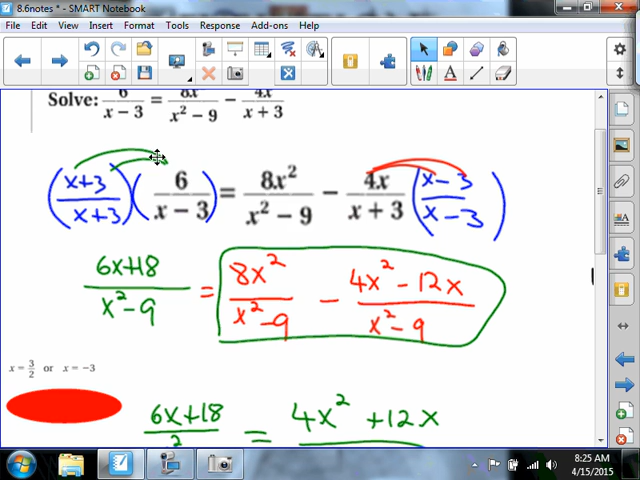 8.6notes * - SMART Notebook
File Edit View Insert Format Tools Add-ons Help
Solve: 6/(x − 3) = 8x²/(x² − 9) − 4x/(x + 3)
(x+3)/(x+3) (6/(x − 3)) = 8x²/(x² − 9) − 4x/(x + 3) (x−3)/(x−3)
(6x+18)/(x²−9) = 8x²/(x²−9) − (4x²−12x)/(x²−9)
x = 3/2 or x = −3
6x+18 = 4x² +12x
2
8:25 AM
4/15/2015